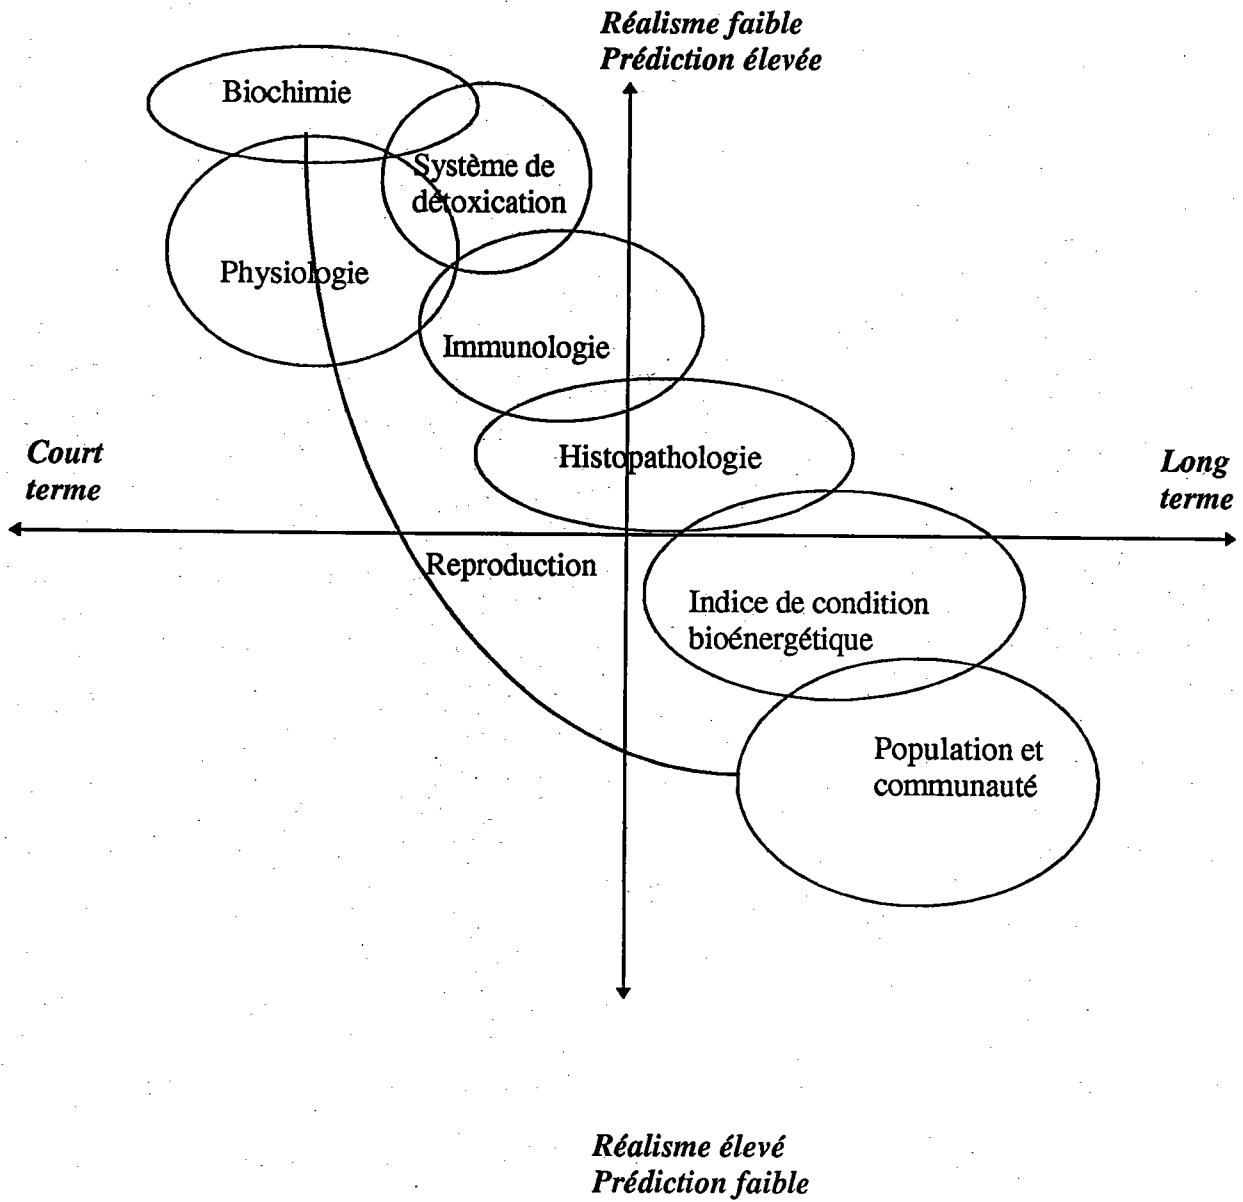 Réalisme faible
Prédiction élevée
Biochimie
Système de
détoxication
Physiologie
Immunologie
Court
terme
Histopathologie
Long
terme
Reproduction
Indice de condition
bioénergétique
Population et
communauté
Réalisme élevé
Prédiction faible